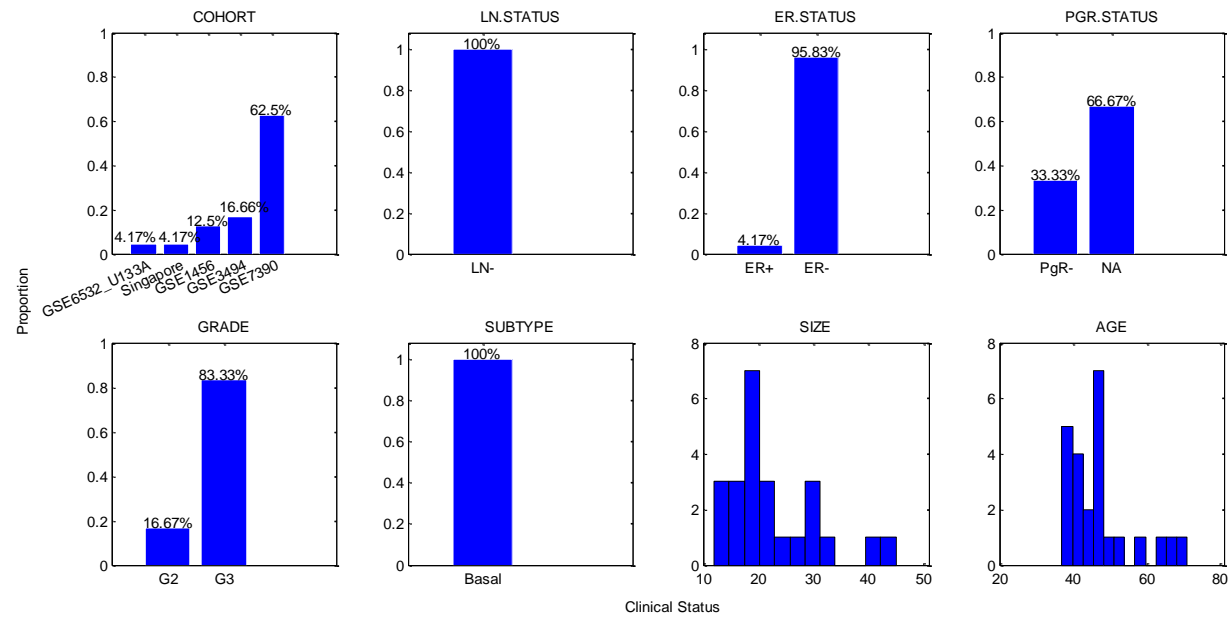 COHORT
1
0.8
0.6
0.4
0.2
0
4.17%
4.17%
12.5%
16.66%
62.5%
GSE6532_U133A
Singapore
GSE1456
GSE3494
GSE7390
LN.STATUS
1
0.8
0.6
0.4
0.2
0
100%
LN-
ER.STATUS
1
0.8
0.6
0.4
0.2
0
4.17%
95.83%
ER+ ER-
PGR.STATUS
1
0.8
0.6
0.4
0.2
0
33.33%
66.67%
PgR- NA
Proportion
GRADE
1
0.8
0.6
0.4
0.2
0
16.67%
83.33%
G2 G3
SUBTYPE
1
0.8
0.6
0.4
0.2
0
100%
Basal
SIZE
8
6
4
2
0
10 20 30 40 50
AGE
8
6
4
2
0
20 40 60 80
Clinical Status